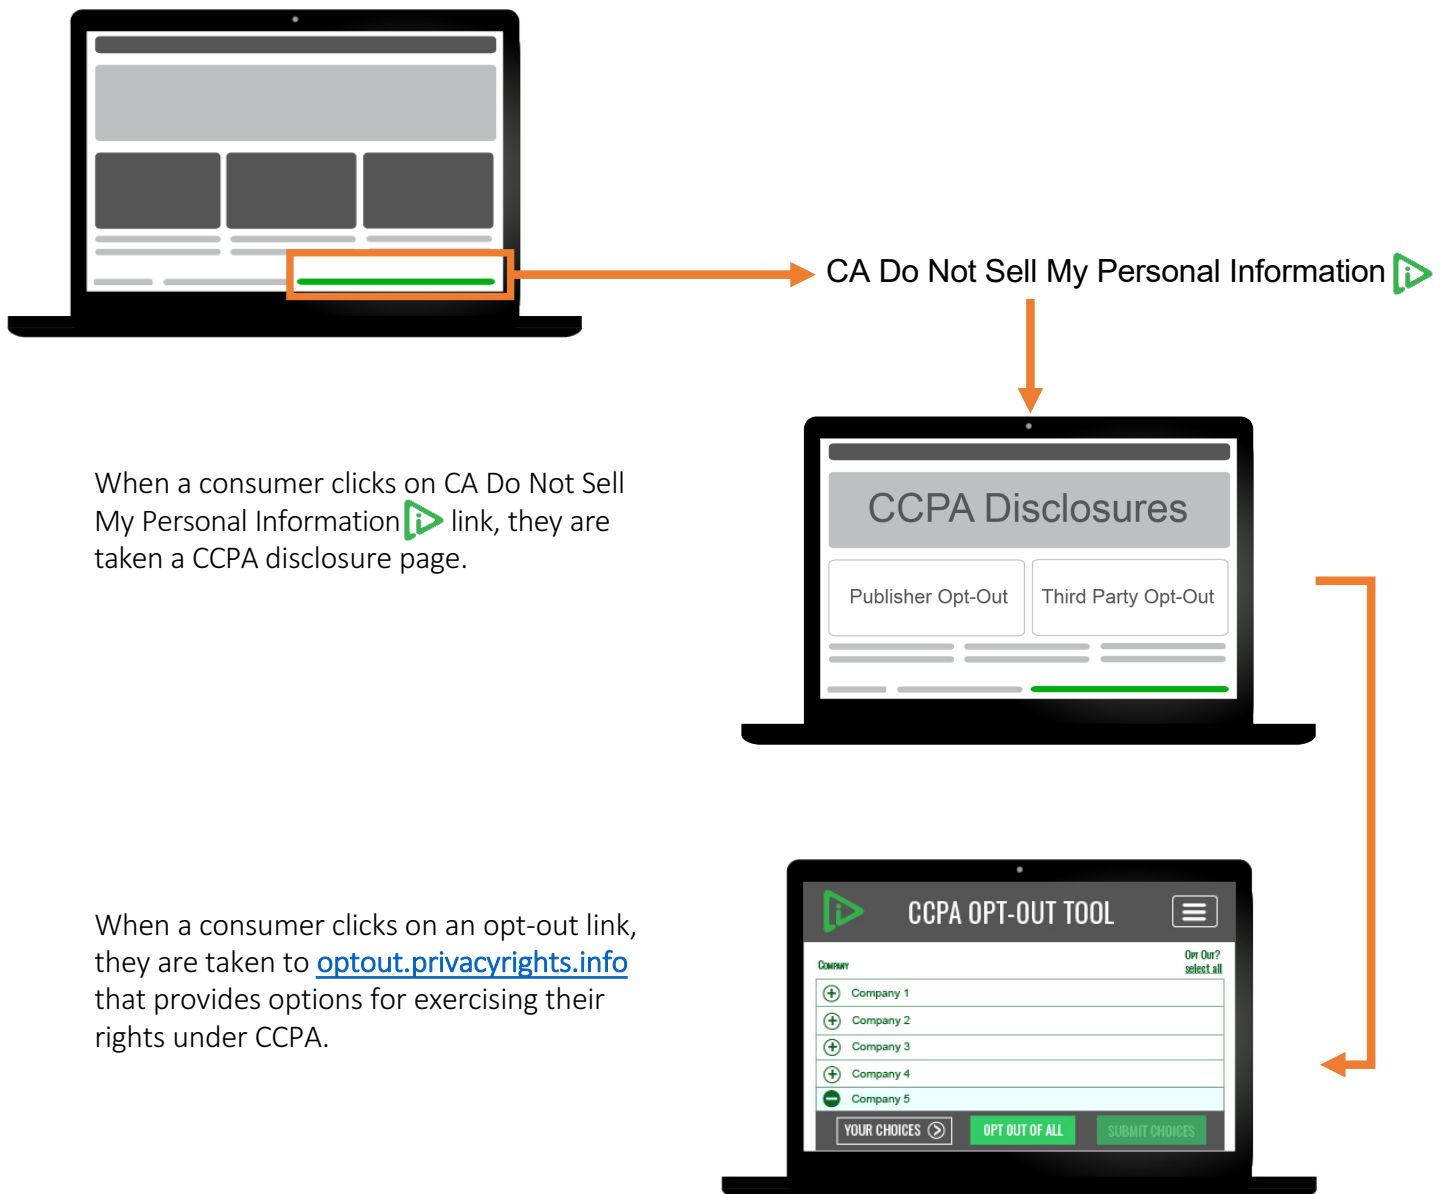 CA Do Not Sell My Personal Information
When a consumer clicks on CA Do Not Sell
My Personal Information link, they are
taken a CCPA disclosure page.
CCPA Disclosures
Publisher Opt-Out
Third Party Opt-Out
When a consumer clicks on an opt-out link,
they are taken to optout.privacyrights.info
that provides options for exercising their
rights under CCPA.
CCPA OPT-OUT TOOL
COMPANY
OPT OUT?
select all
Company 1
Company 2
Company 3
Company 4
Company 5
YOUR CHOICES
OPT OUT OF ALL
SUBMIT CHOICES